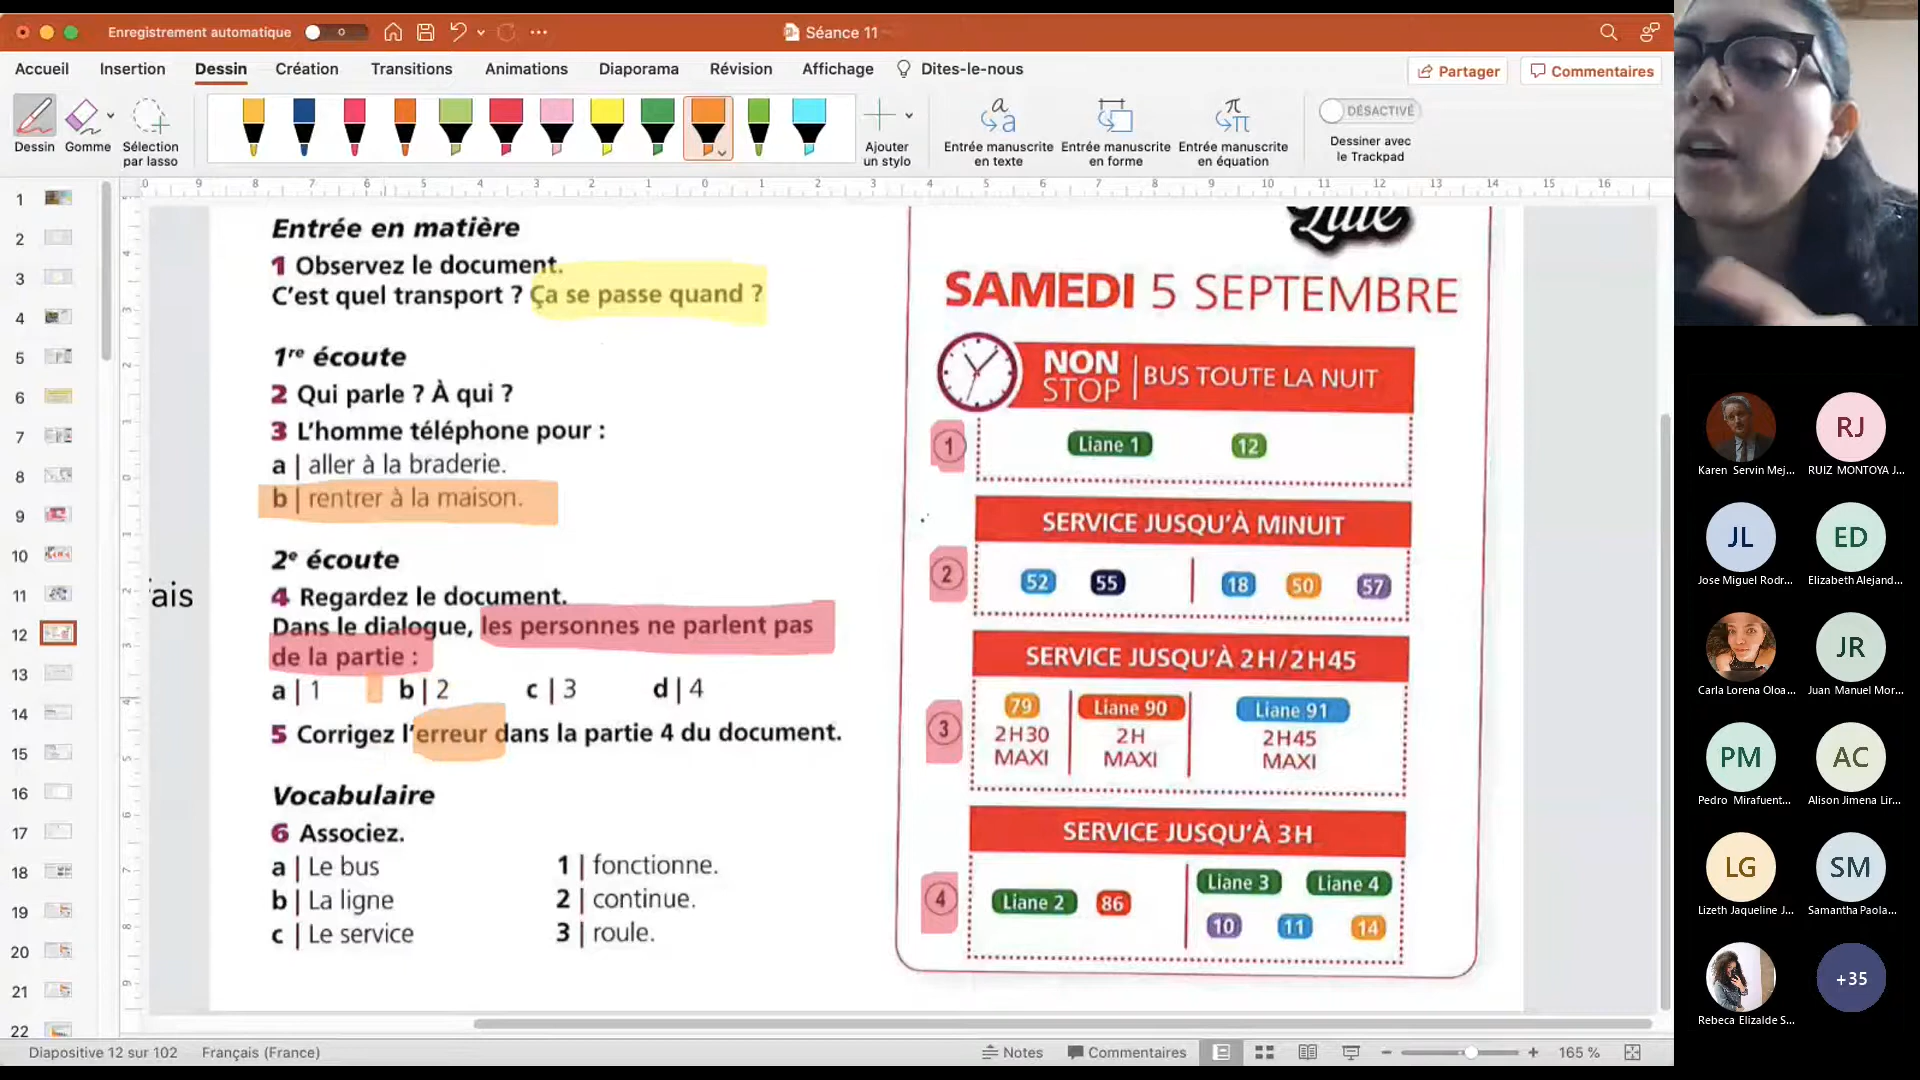 Enregistrement automatique
Séance 11
Accueil Insertion Dessin Création Transitions Animations Diaporama Révision Affichage Dites-le-nous
Partager Commentaires
Dessin Gomme Sélection par lasso
Ajouter un stylo
Entrée manuscrite en texte
Entrée manuscrite en forme
Entrée manuscrite en équation
DÉSACTIVÉ
Dessiner avec le Trackpad
Entrée en matière
1 Observez le document.
C'est quel transport ? Ça se passe quand ?
1re écoute
2 Qui parle ? À qui ?
3 L'homme téléphone pour :
a | aller à la braderie.
b | rentrer à la maison.
2e écoute
4 Regardez le document.
Dans le dialogue, les personnes ne parlent pas
de la partie :
a | 1 b | 2 c | 3 d | 4
5 Corrigez l'erreur dans la partie 4 du document.
Vocabulaire
6 Associez.
a | Le bus 1 | fonctionne.
b | La ligne 2 | continue.
c | Le service 3 | roule.
Lille
SAMEDI 5 SEPTEMBRE
NON STOP | BUS TOUTE LA NUIT
1 Liane 1 12
SERVICE JUSQU'À MINUIT
2 52 55 18 50 57
SERVICE JUSQU'À 2H/2H45
3 79 Liane 90 Liane 91
2H30 2H 2H45
MAXI MAXI MAXI
SERVICE JUSQU'À 3H
4 Liane 2 86 Liane 3 Liane 4
10 11 14
Diapositive 12 sur 102 Français (France)
Notes Commentaires 165 %
RJ
Karen Servin Mej... RUIZ MONTOYA J...
JL ED
Jose Miguel Rodr... Elizabeth Alejand...
JR
Carla Lorena Oloa... Juan Manuel Mor...
PM AC
Pedro Mirafuent... Alison Jimena Lir...
LG SM
Lizeth Jaqueline J... Samantha Paola...
+35
Rebeca Elizalde S...